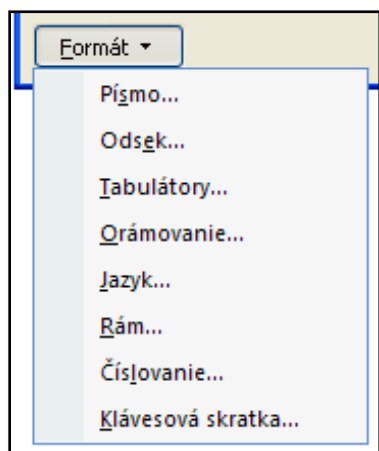 Formát
Písmo...
Odsek...
Tabulátory...
Orámovanie...
Jazyk...
Rám...
Číslovanie...
Klávesová skratka...